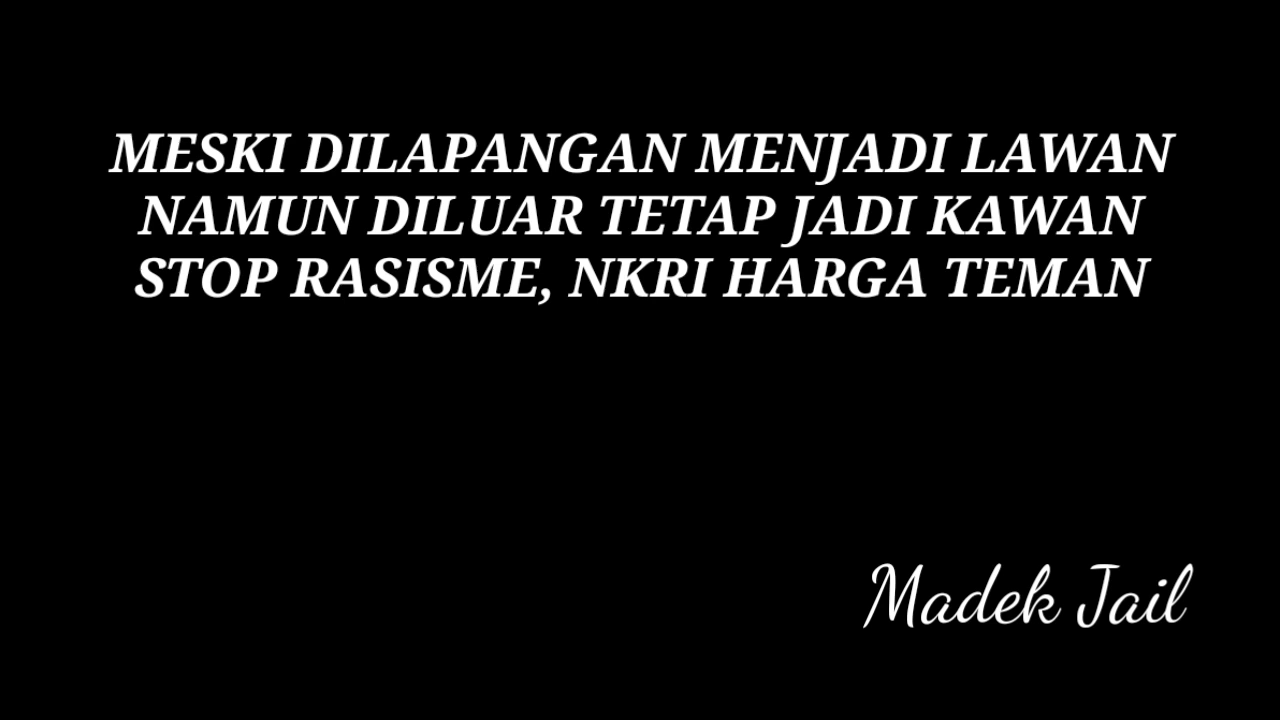 MESKI DILAPANGAN MENJADI LAWAN
NAMUN DILUAR TETAP JADI KAWAN
STOP RASISME, NKRI HARGA TEMAN
Madek Jail